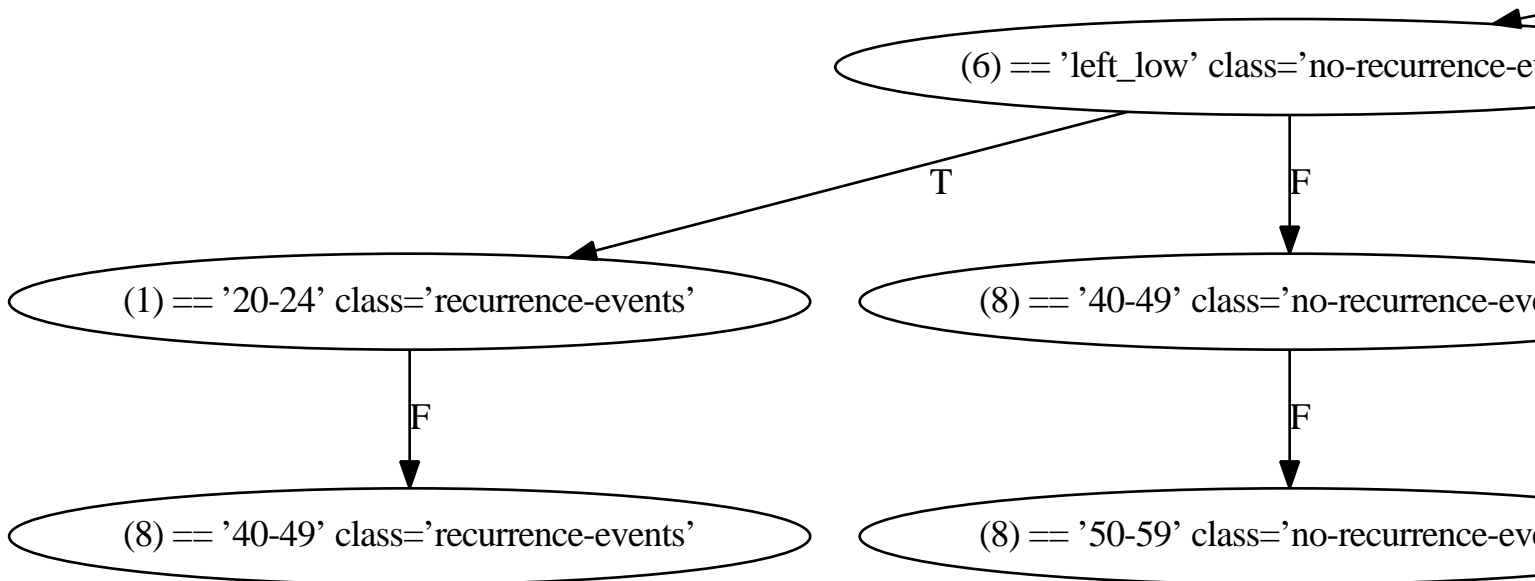 (6) == ’left_low’ class=’no-recurrence-e
T
F
(1) == ’20-24’ class=’recurrence-events’
(8) == ’40-49’ class=’no-recurrence-eve
F
F
(8) == ’40-49’ class=’recurrence-events’
(8) == ’50-59’ class=’no-recurrence-eve